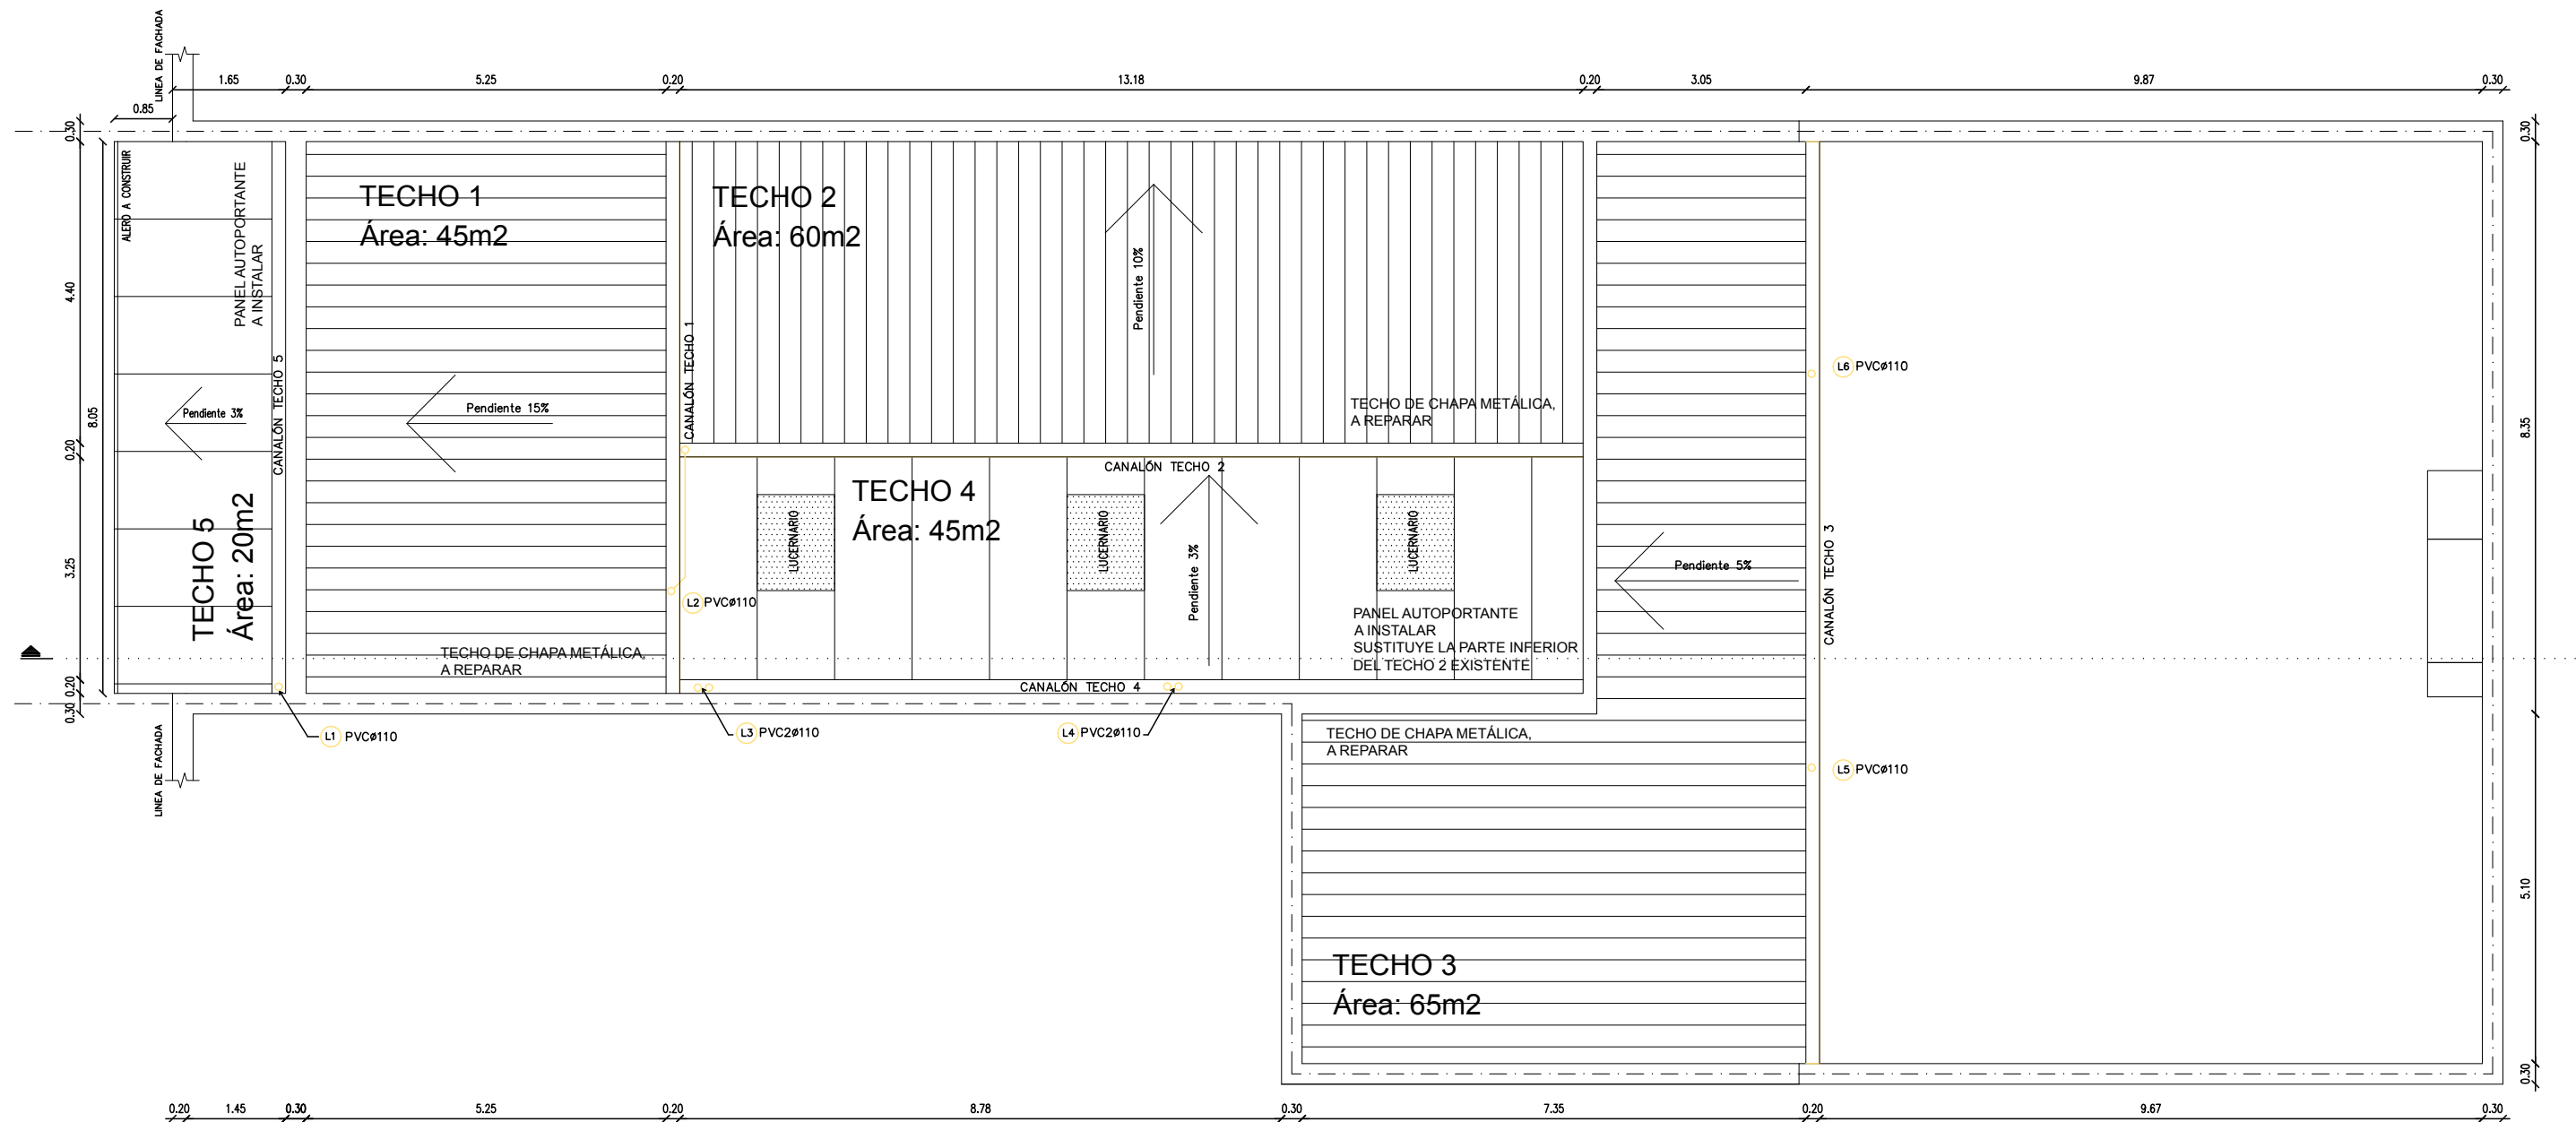 LINEA DE FACHADA
1.65
0.30
5.25
0.20
13.18
0.20
3.05
9.87
0.30
0.85
0.30
4.40
0.20
3.25
0.20
0.30
8.05
ALERO A CONSTRUIR
PANEL AUTOPORTANTE
A INSTALAR
Pendiente 3%
CANALÓN TECHO 5
TECHO 5
Área: 20m2
TECHO 1
Área: 45m2
Pendiente 15%
TECHO DE CHAPA METÁLICA,
A REPARAR
CANALÓN TECHO 1
TECHO 2
Área: 60m2
Pendiente 10%
TECHO DE CHAPA METÁLICA,
A REPARAR
CANALÓN TECHO 2
TECHO 4
Área: 45m2
LUCERNARIO
LUCERNARIO
LUCERNARIO
Pendiente 3%
PANEL AUTOPORTANTE
A INSTALAR
SUSTITUYE LA PARTE INFERIOR
DEL TECHO 2 EXISTENTE
CANALÓN TECHO 4
L2 PVCø110
L1 PVCø110
L3 PVC2ø110
L4 PVC2ø110
LINEA DE FACHADA
Pendiente 5%
CANALÓN TECHO 3
L6 PVCø110
L5 PVCø110
TECHO DE CHAPA METÁLICA,
A REPARAR
TECHO 3
Área: 65m2
0.30
8.35
5.10
0.30
0.20
1.45
0.30
5.25
0.20
8.78
0.30
7.35
0.20
9.67
0.30